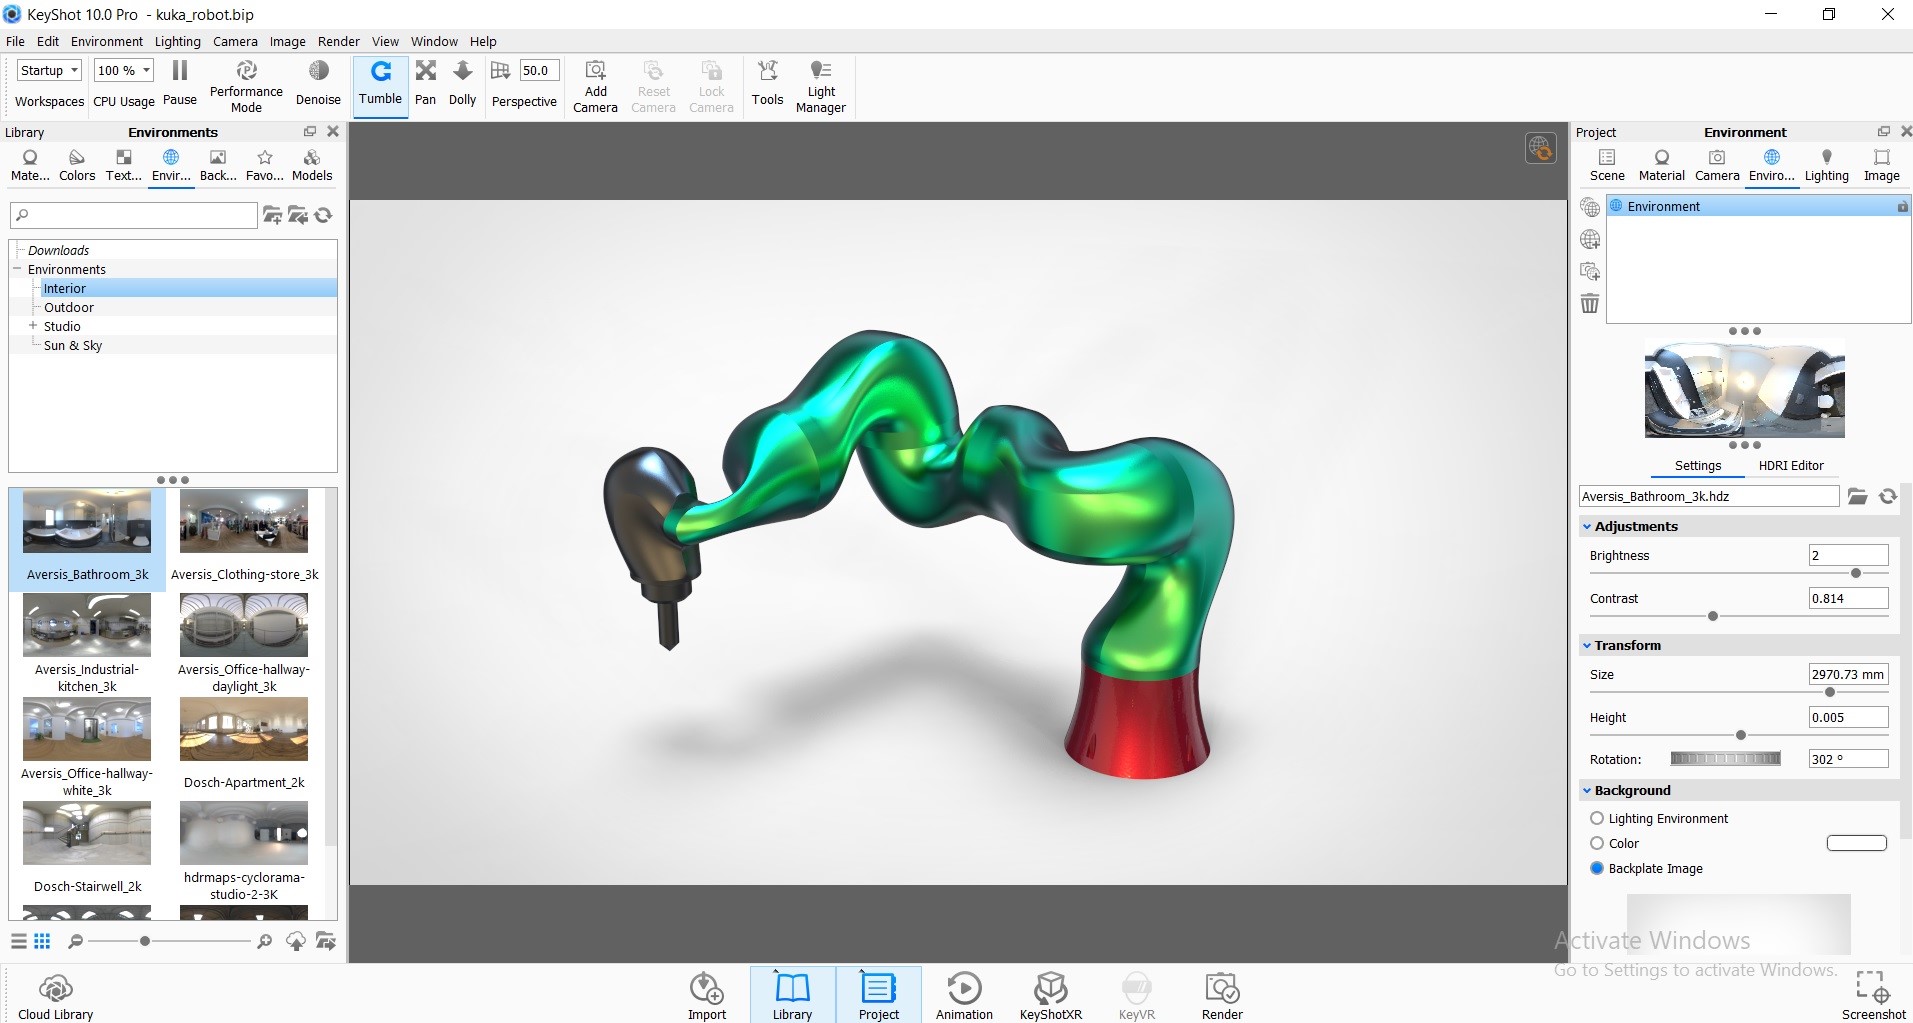 KeyShot 10.0 Pro - kuka_robot.bip
File Edit Environment Lighting Camera Image Render View Window Help
Startup
Workspaces
100 %
CPU Usage
Pause
Performance
Mode
Denoise
Tumble
Pan
Dolly
50.0
Perspective
Add
Camera
Reset
Camera
Lock
Camera
Tools
Light
Manager
Library
Environments
Mate... Colors Text... Envir... Back... Favo... Models
Downloads
Environments
Interior
Outdoor
Studio
Sun & Sky
Aversis_Bathroom_3k
Aversis_Clothing-store_3k
Aversis_Industrial-
kitchen_3k
Aversis_Office-hallway-
daylight_3k
Aversis_Office-hallway-
white_3k
Dosch-Apartment_2k
Dosch-Stairwell_2k
hdrmaps-cyclorama-
studio-2-3K
Project
Environment
Scene Material Camera Enviro... Lighting Image
Environment
Settings
HDRI Editor
Aversis_Bathroom_3k.hdz
Adjustments
Brightness 2
Contrast 0.814
Transform
Size 2970.73 mm
Height 0.005
Rotation: 302 °
Background
Lighting Environment
Color
Backplate Image
Activate Windows
Go to Settings to activate Windows.
Cloud Library
Import
Library
Project
Animation
KeyShotXR
KeyVR
Render
Screenshot